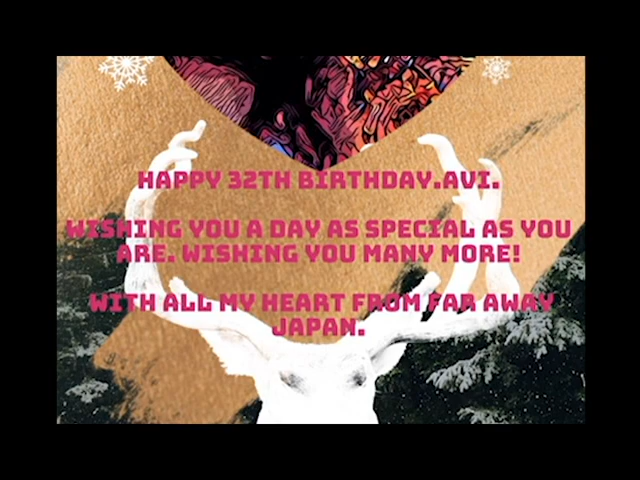 HAPPY 32TH BIRTHDAY.AVI.
WISHING YOU A DAY AS SPECIAL AS YOU
ARE. WISHING YOU MANY MORE!
WITH ALL MY HEART FROM FAR AWAY
JAPAN.